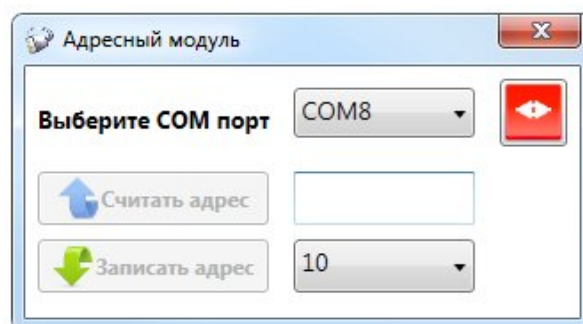 Адресный модуль
Выберите COM порт COM8
Считать адрес
Записать адрес 10